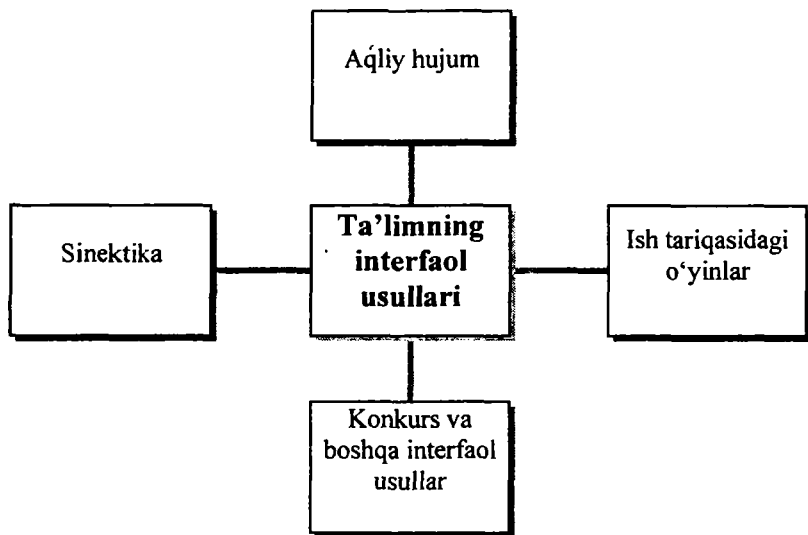 Aqliy hujum
Sinektika
Ta’limning
interfaol
usullari
Ish tariqasidagi
o‘yinlar
Konkurs va
boshqa interfaol
usullar